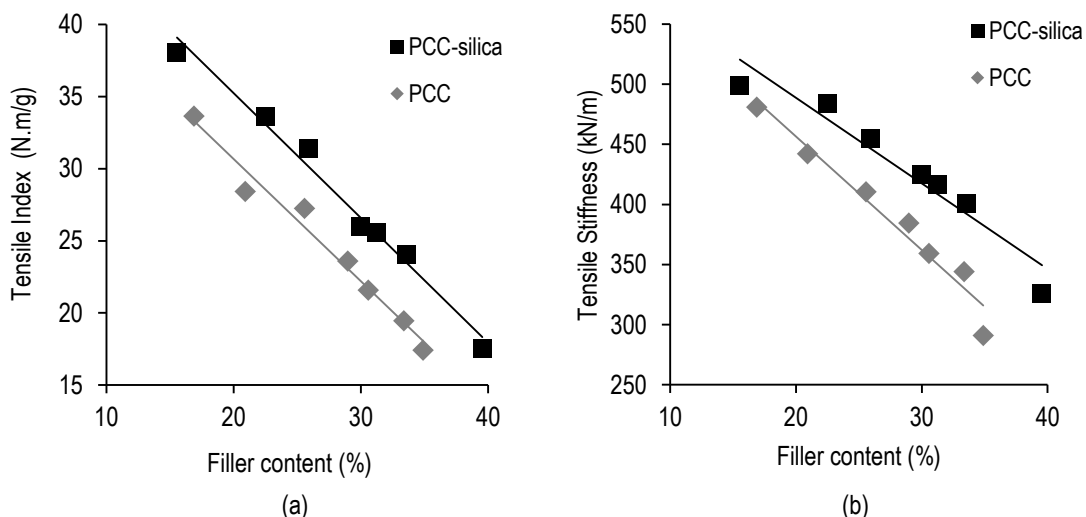 40
35
30
25
20
15
Tensile Index (N.m/g)
PCC-silica
PCC
10 20 30 40
Filler content (%)
(a)
550
500
450
400
350
300
250
Tensile Stiffness (kN/m)
PCC-silica
PCC
10 20 30 40
Filler content (%)
(b)